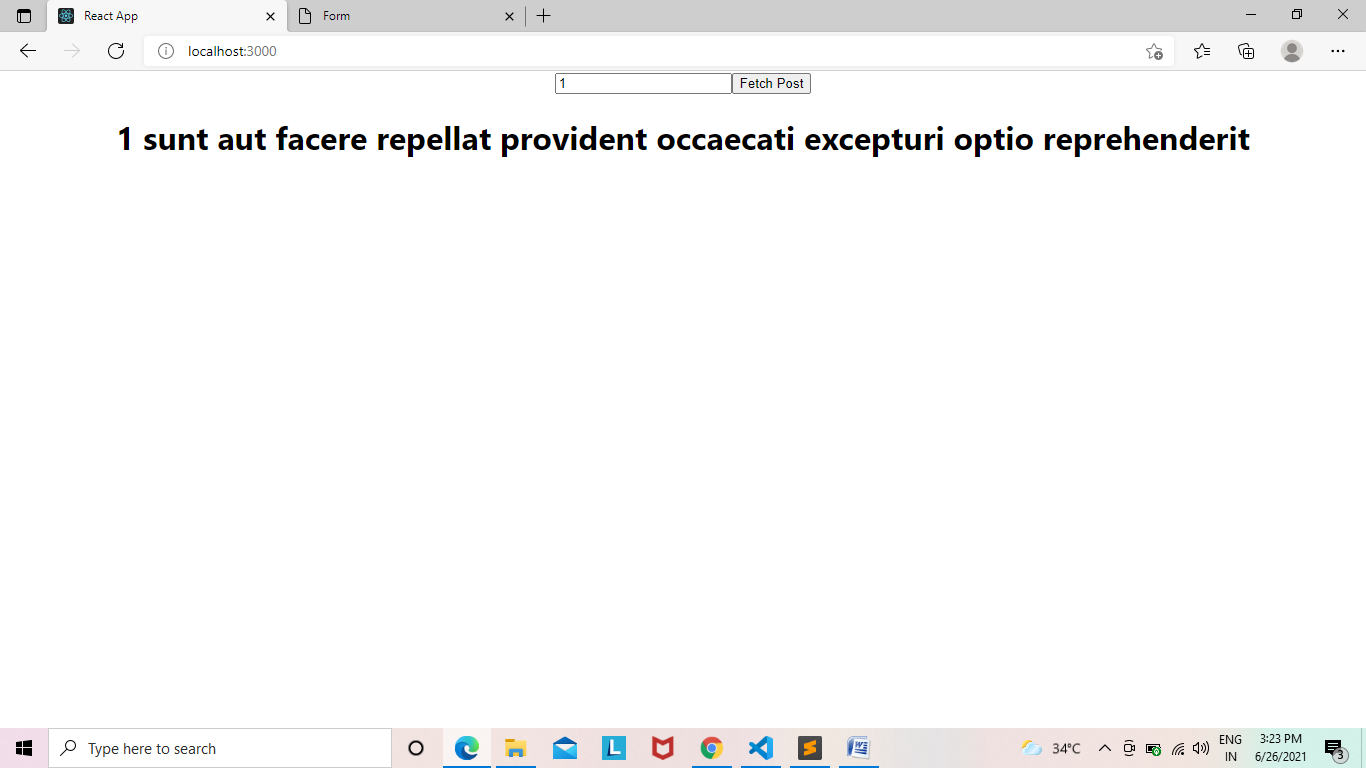 React App
Form
localhost:3000
1
Fetch Post
1 sunt aut facere repellat provident occaecati excepturi optio reprehenderit
Type here to search
L
34°C
ENG
IN
3:23 PM
6/26/2021
3